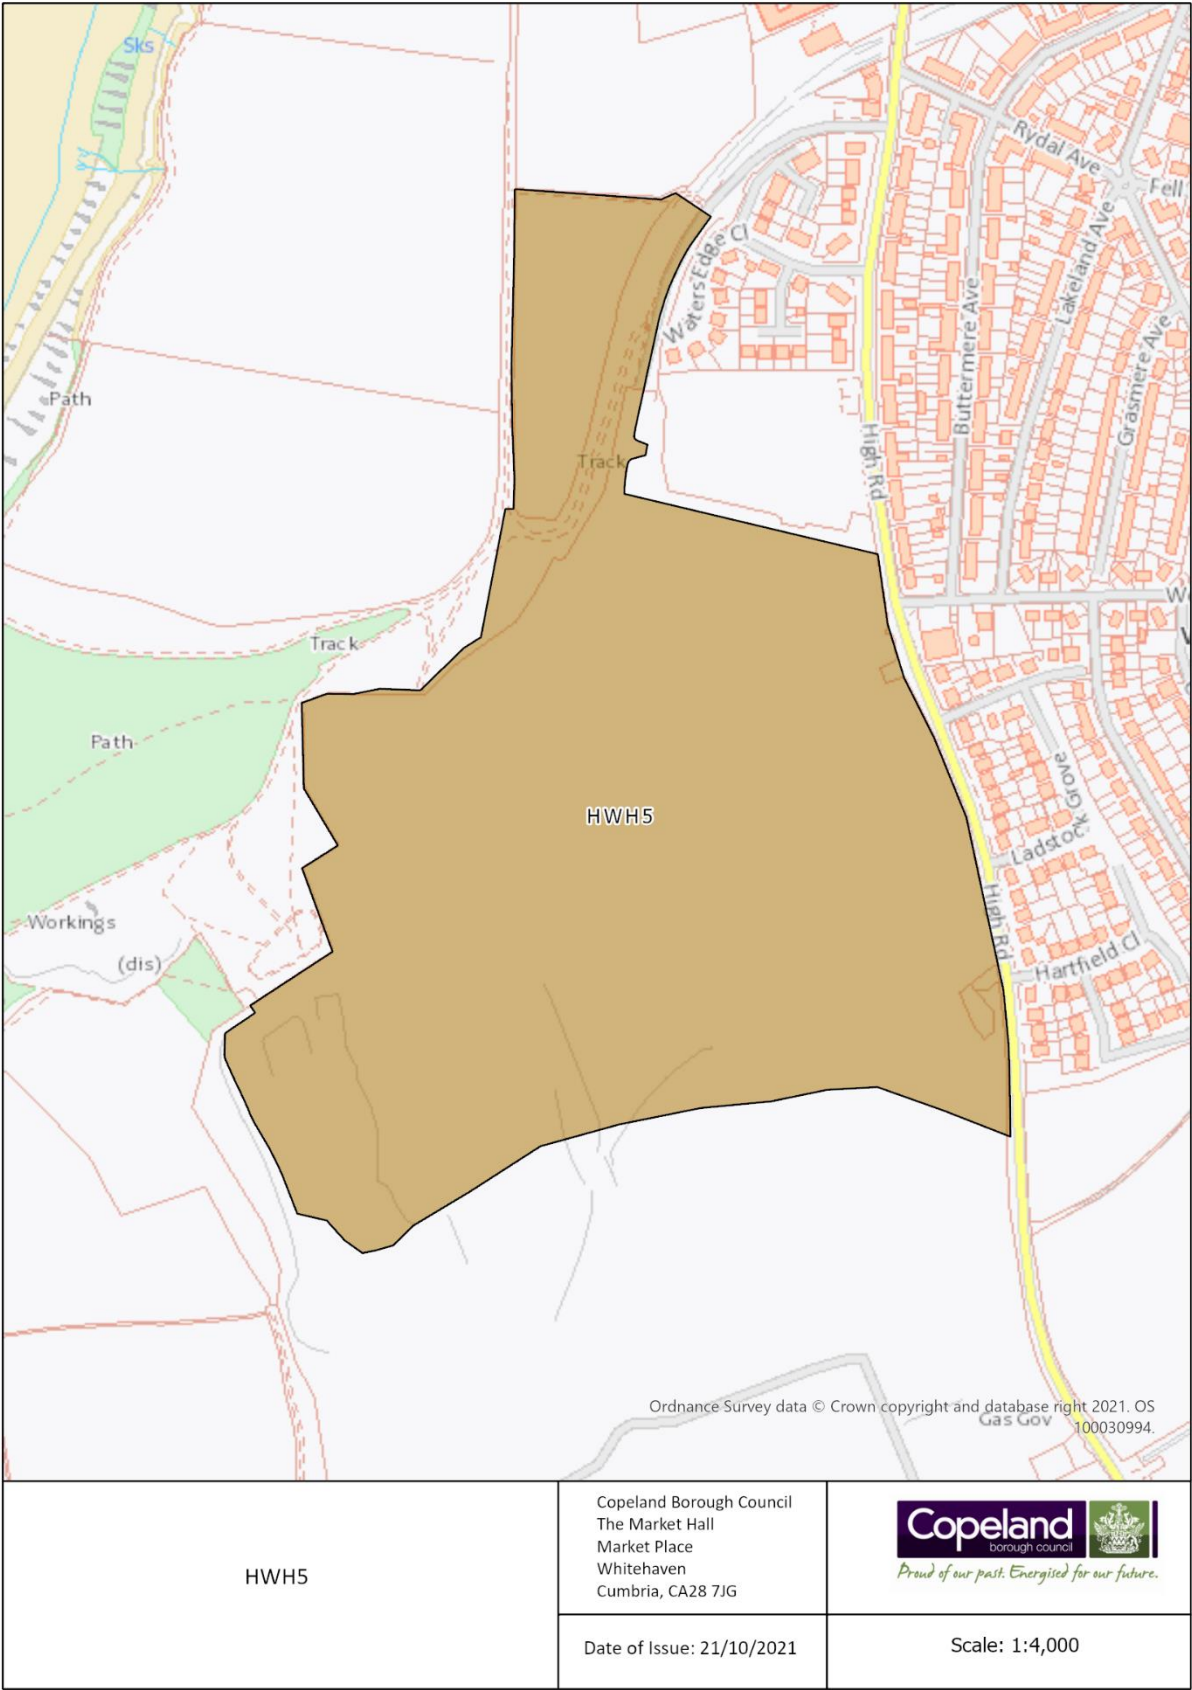 Sks
Rydal Ave
Fell
Waters Edge Cl
Lakeland Ave
Buttermere Ave
Grasmere Ave
Path
High Rd
Track
Track
Path
HWH5
Ladstock Grove
Workings
(dis)
High Rd
Hartfield Cl
Ordnance Survey data © Crown copyright and database right 2021. OS
100030994.
Gas Gov
HWH5
Copeland Borough Council
The Market Hall
Market Place
Whitehaven
Cumbria, CA28 7JG
Date of Issue: 21/10/2021
Copeland
borough council
Proud of our past. Energised for our future.
Scale: 1:4,000